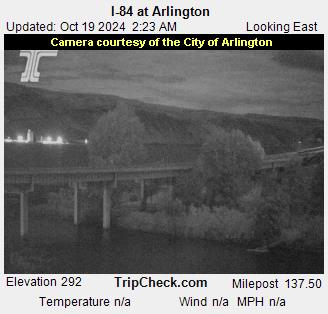 I-84 at Arlington
Updated: Oct 19 2024 2:23 AM Looking East
Camera courtesy of the City of Arlington
Elevation 292 TripCheck.com Milepost 137.50
Temperature n/a Wind n/a MPH n/a